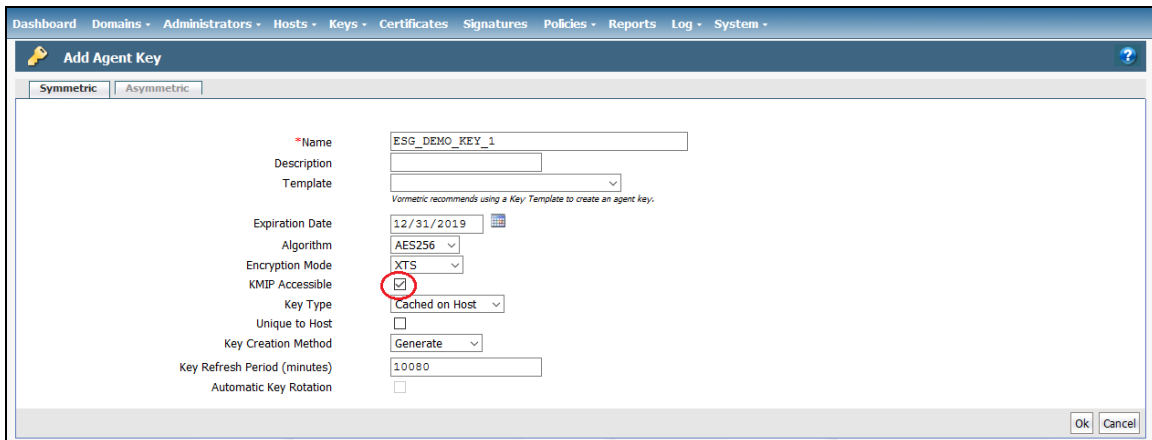 Dashboard Domains Administrators Hosts Keys Certificates Signatures Policies Reports Log System
Add Agent Key ?
Symmetric Asymmetric
*Name ESG_DEMO_KEY_1
Description
Template
Vormetric recommends using a Key Template to create an agent key.
Expiration Date 12/31/2019
Algorithm AES256
Encryption Mode XTS
KMIP Accessible
Key Type Cached on Host
Unique to Host
Key Creation Method Generate
Key Refresh Period (minutes) 10080
Automatic Key Rotation
Ok Cancel